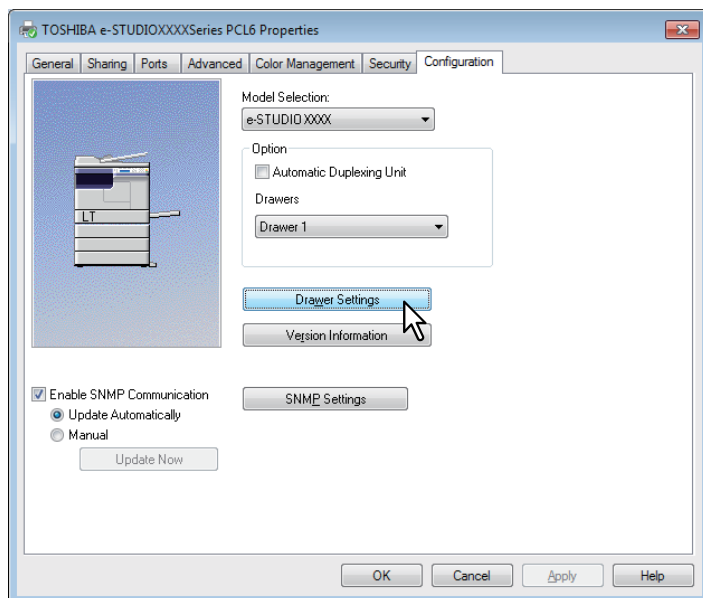 TOSHIBA e-STUDIOXXXXSeries PCL6 Properties
General Sharing Ports Advanced Color Management Security Configuration
Model Selection:
e-STUDIO XXXX
Option
Automatic Duplexing Unit
Drawers
Drawer 1
LT
Drawer Settings
Version Information
Enable SNMP Communication
SNMP Settings
Update Automatically
Manual
Update Now
OK Cancel Apply Help